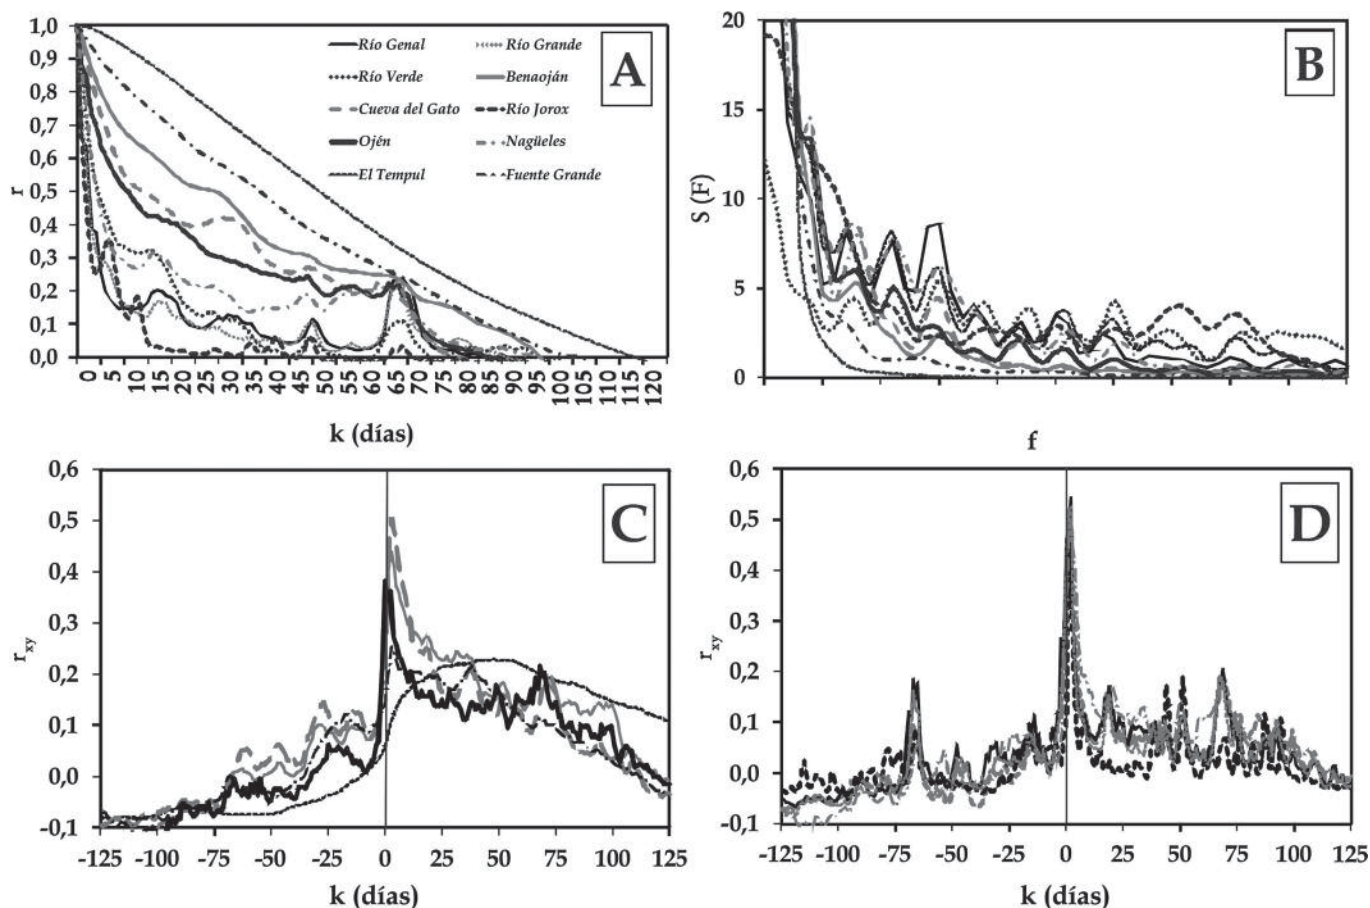 A
r
1,0
0,9
0,8
0,7
0,6
0,5
0,4
0,3
0,2
0,1
0,0
Río Genal Río Grande
Río Verde Benaoján
Cueva del Gato Río Jorox
Ojén Nagüeles
El Tempul Fuente Grande
0 5 10 15 20 25 30 35 40 45 50 55 60 65 70 75 80 85 90 95 100 105 110 115 120
k (días)
B
S (F)
20
15
10
5
0
f
C
r_xy
0,6
0,5
0,4
0,3
0,2
0,1
0,0
-0,1
-125 -100 -75 -50 -25 0 25 50 75 100 125
k (días)
D
r_xy
0,6
0,5
0,4
0,3
0,2
0,1
0,0
-0,1
-125 -100 -75 -50 -25 0 25 50 75 100 125
k (días)